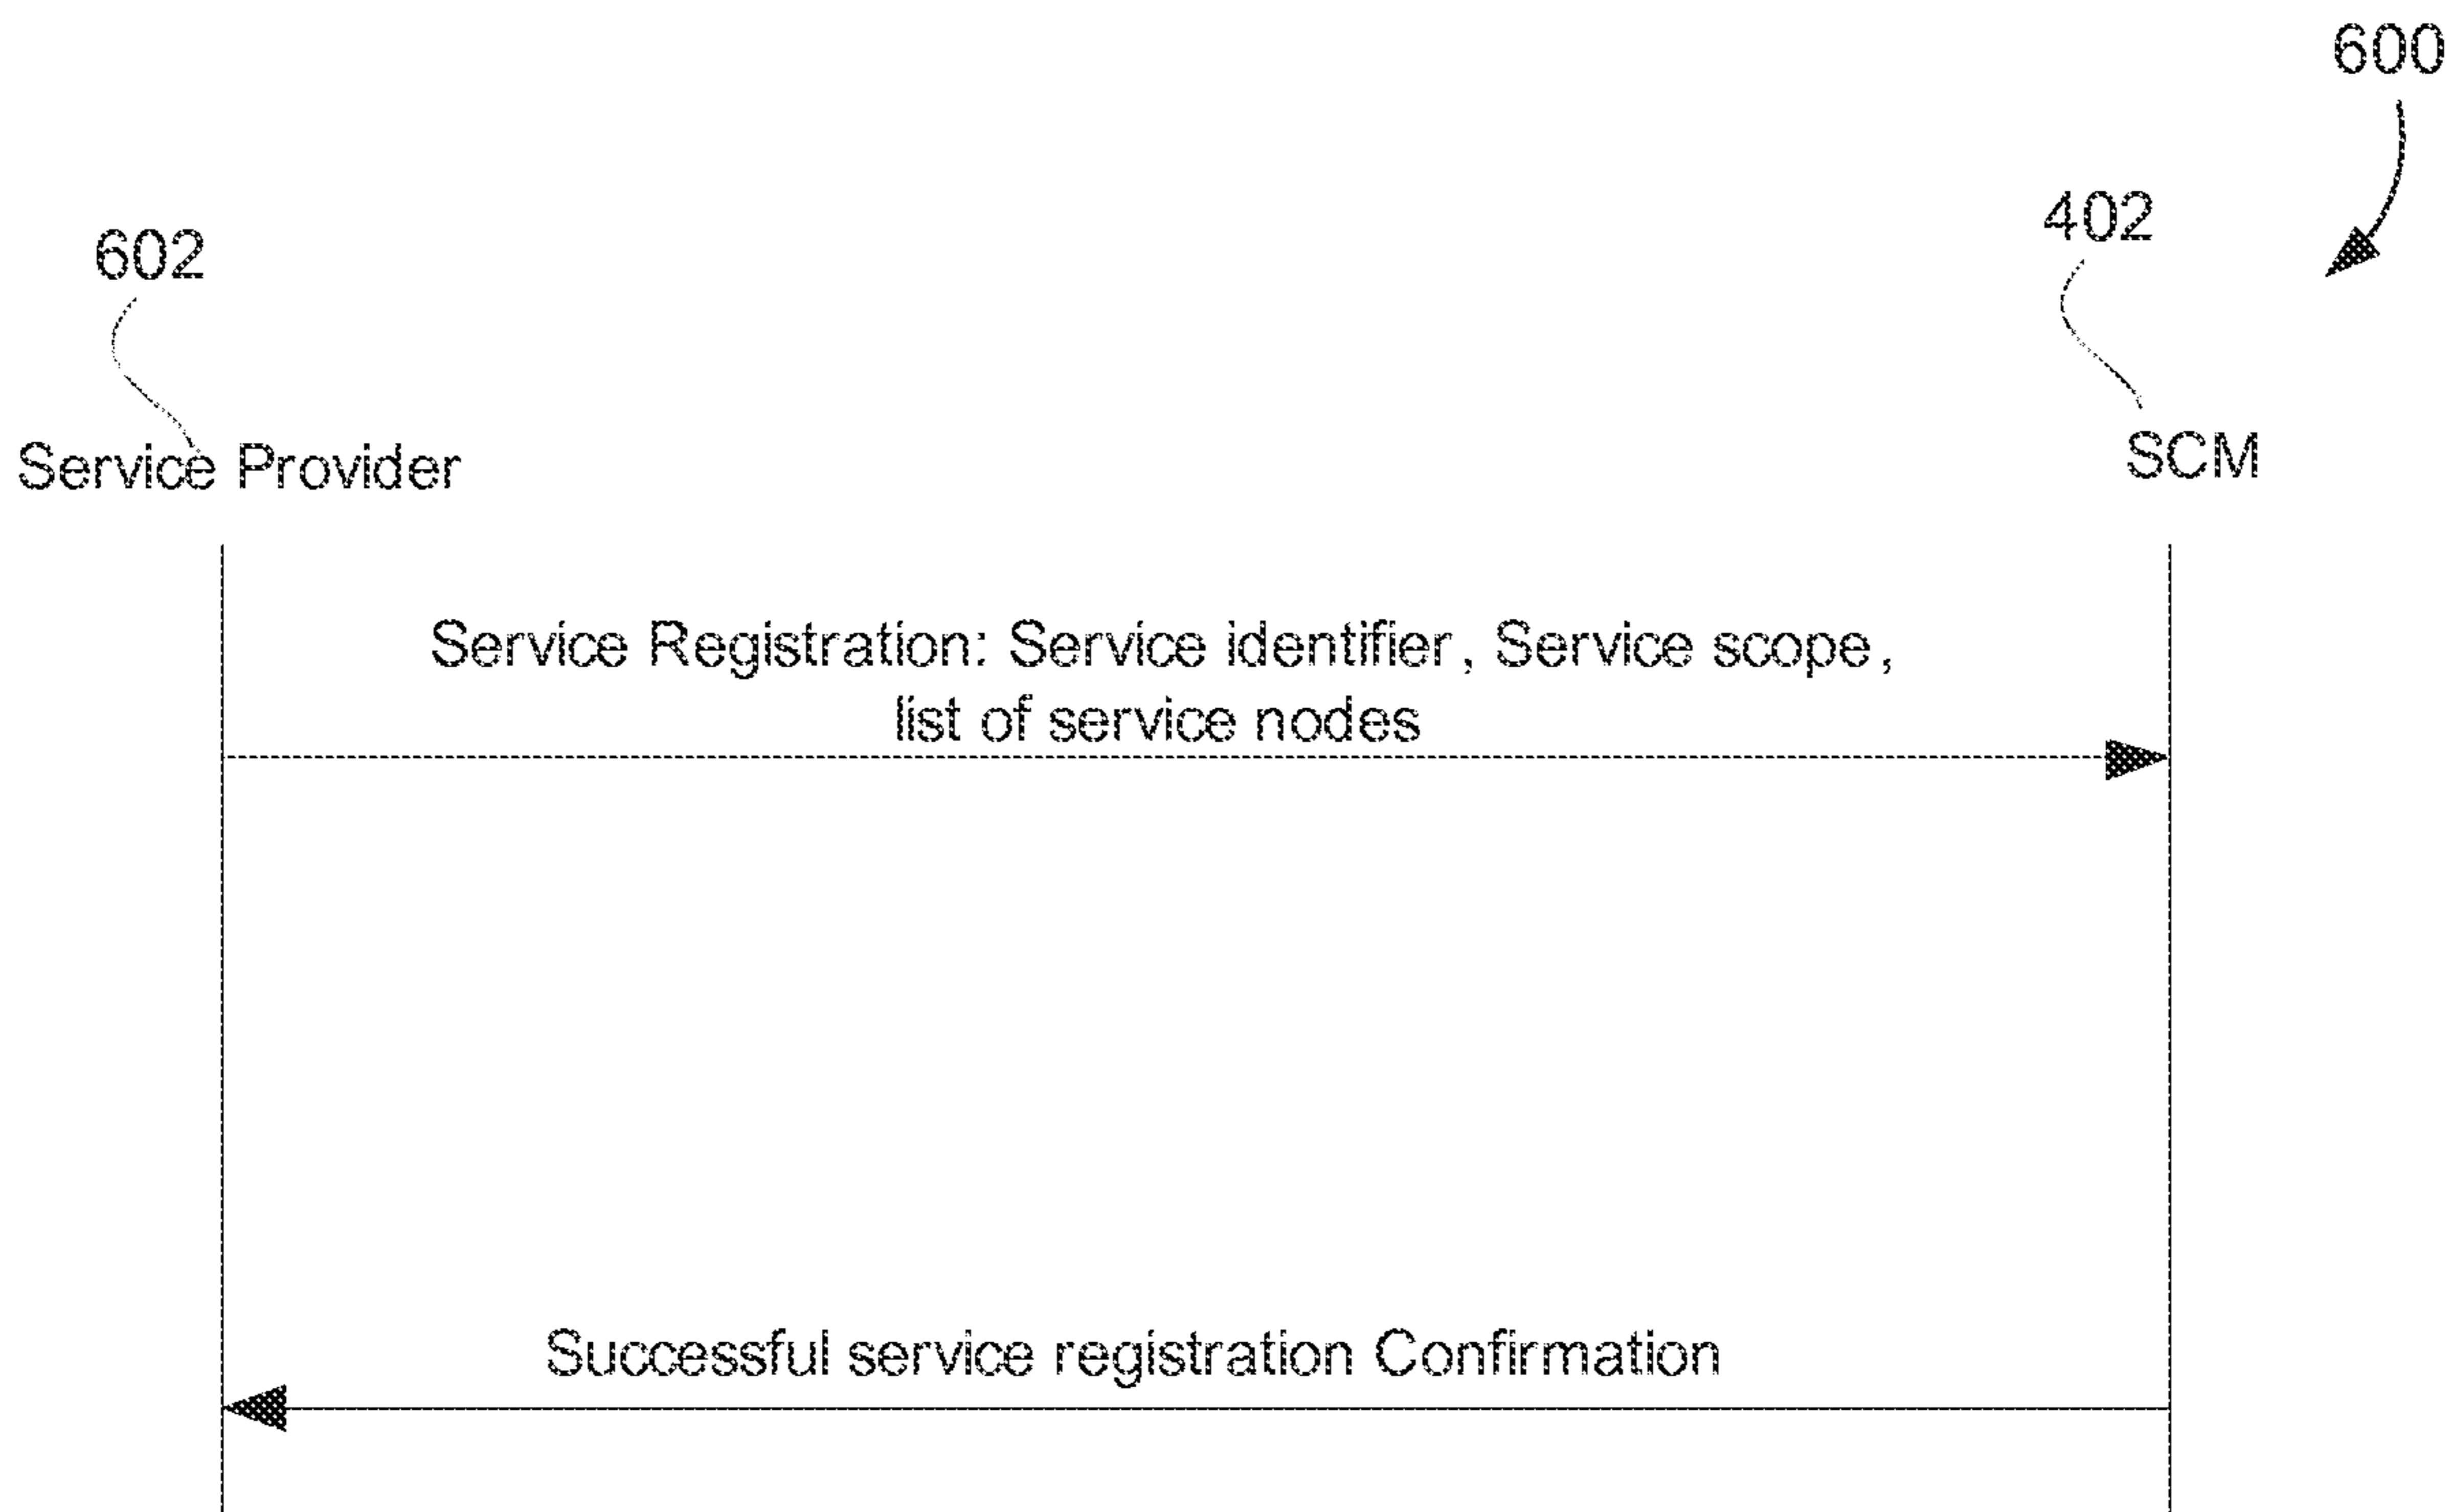 600
402
602
Service Provider
SCM
Service Registration: Service identifier, Service scope,
list of service nodes
Successful service registration Confirmation